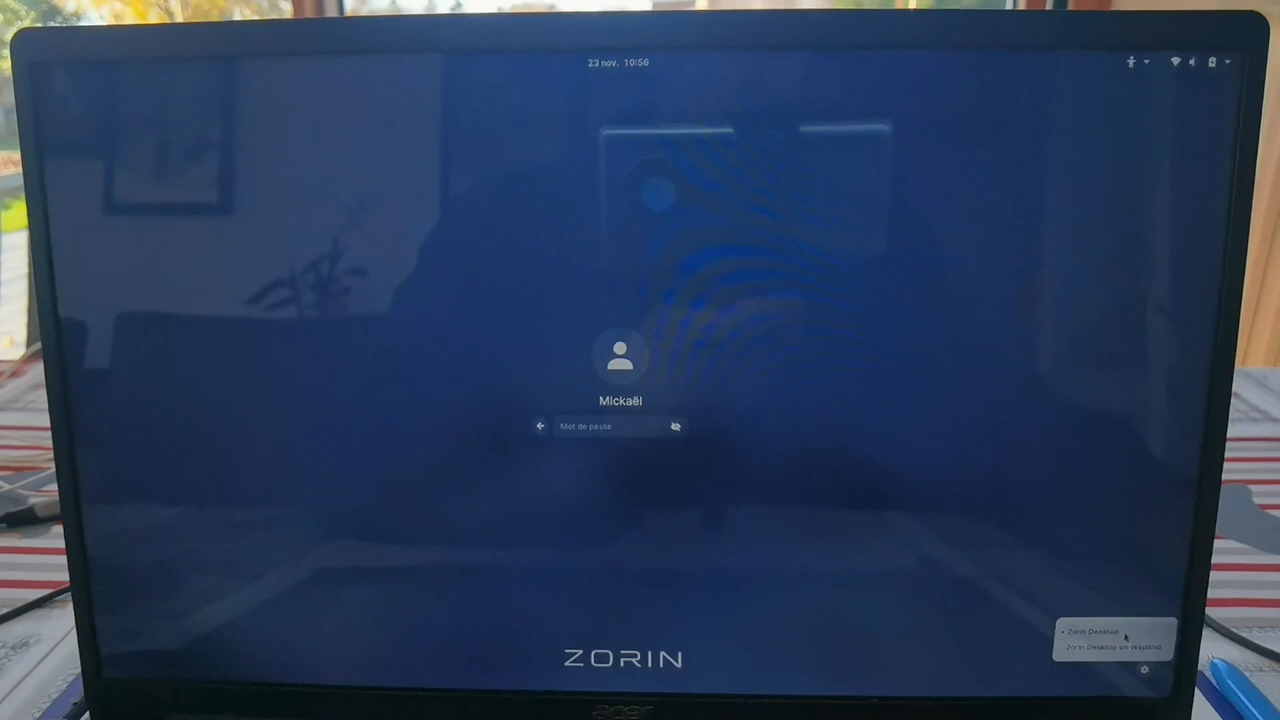 23 nov. 10:56
Mickaël
Mot de passe
Zorin Desktop
Zorin Desktop on Wayland
ZORIN
acer